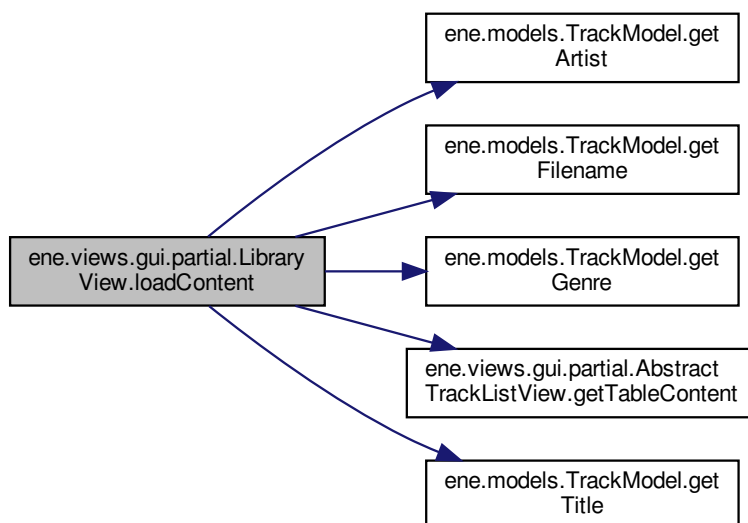 ene.models.TrackModel.get
Artist
ene.models.TrackModel.get
Filename
ene.views.gui.partial.Library
View.loadContent
ene.models.TrackModel.get
Genre
ene.views.gui.partial.Abstract
TrackListView.getTableContent
ene.models.TrackModel.get
Title